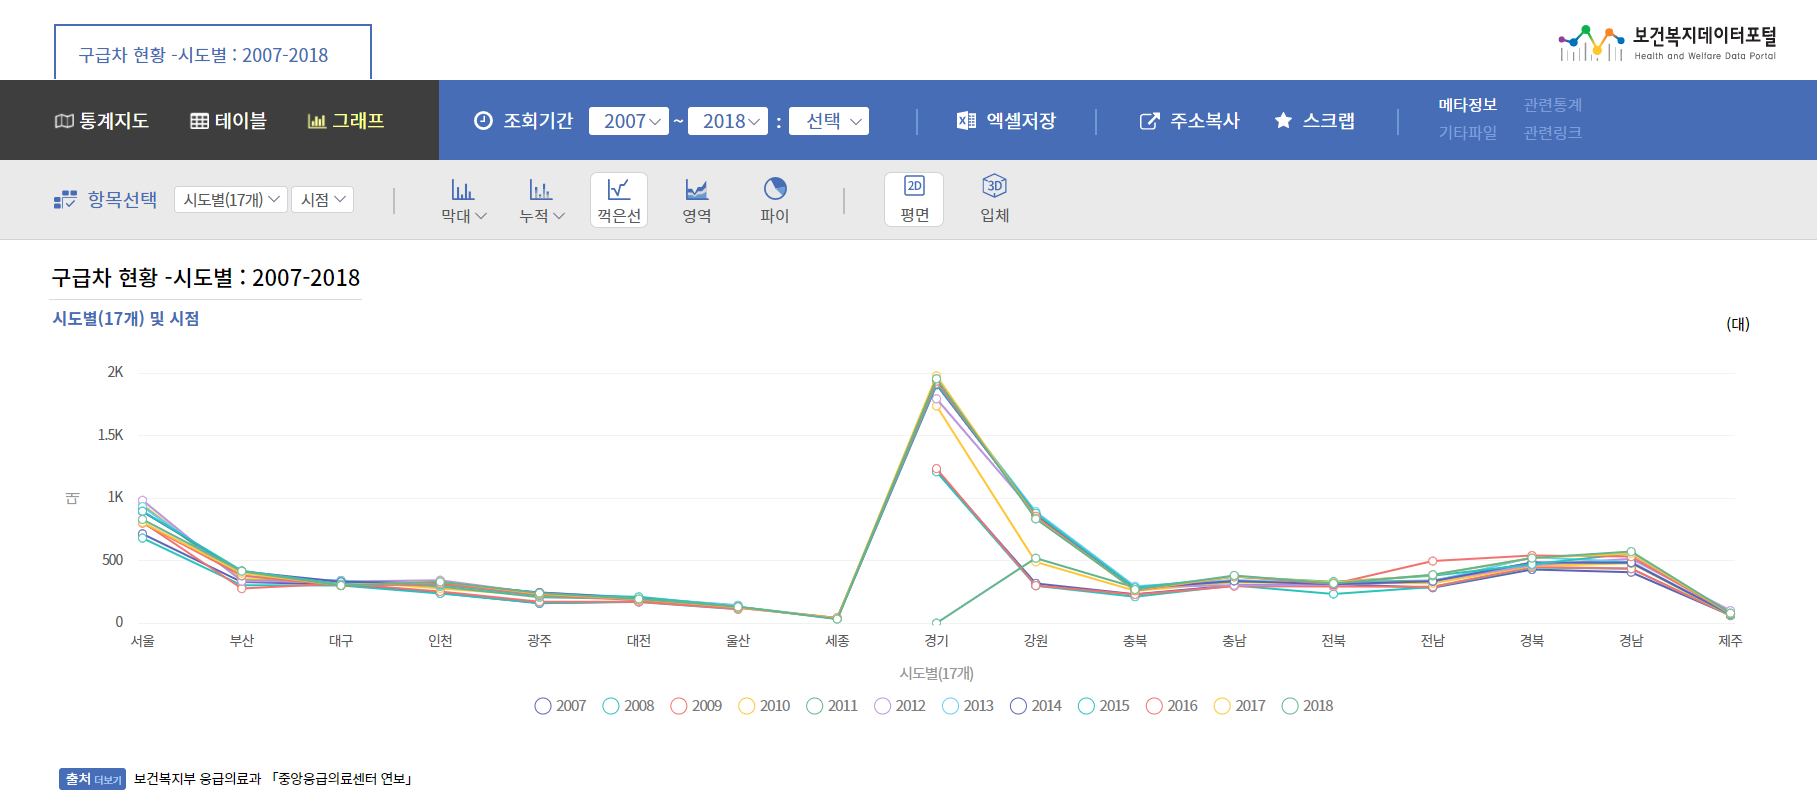 구급차 현황 -시도별 : 2007-2018
보건복지데이터포털
Health and Welfare Data Portal
통계지도 테이블 그래프 조회기간 2007 ~ 2018 : 선택 엑셀저장 주소복사 스크랩
메타정보 관련통계
기타파일 관련링크
항목선택 시도별(17개) 시점 막대 누적 꺽은선 영역 파이 2D 평면 3D 입체
구급차 현황 -시도별 : 2007-2018
시도별(17개) 및 시점
(대)
2K
1.5K
1K
500
0
대
서울 부산 대구 인천 광주 대전 울산 세종 경기 강원 충북 충남 전북 전남 경북 경남 제주
시도별(17개)
2007 2008 2009 2010 2011 2012 2013 2014 2015 2016 2017 2018
출처 더보기 보건복지부 응급의료과 「중앙응급의료센터 연보」